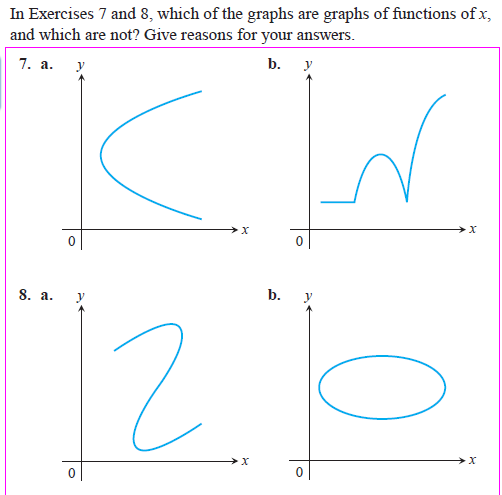 In Exercises 7 and 8, which of the graphs are graphs of functions of x,
and which are not? Give reasons for your answers.
7. a. y
x
0
b. y
x
0
8. a. y
x
0
b. y
x
0